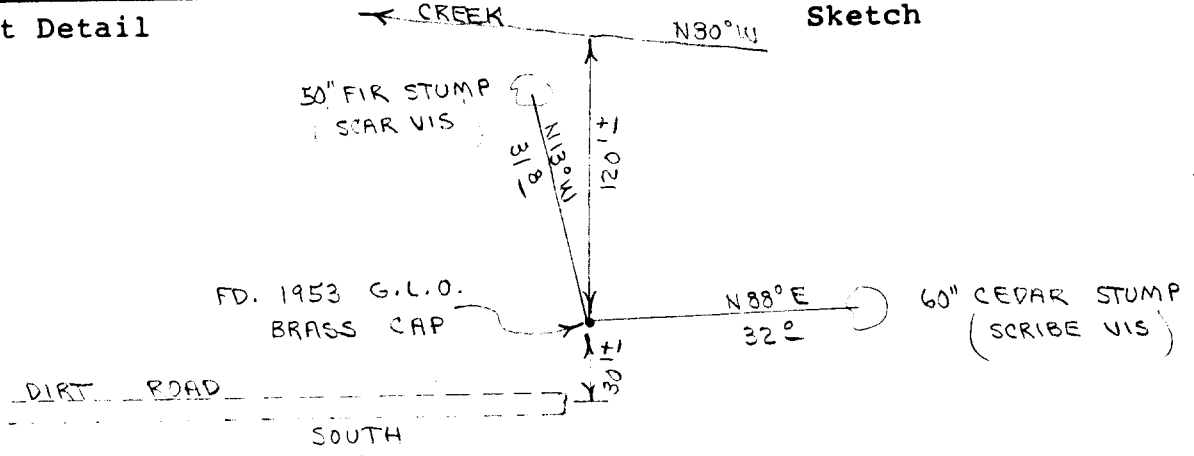 t Detail
Sketch
CREEK
N80°W
50" FIR STUMP
SCAR VIS
N13°W
31 8
120'±
FD. 1953 G.L.O.
BRASS CAP
N88°E
32 0
60" CEDAR STUMP
(SCRIBE VIS)
30'±
DIRT ROAD
SOUTH